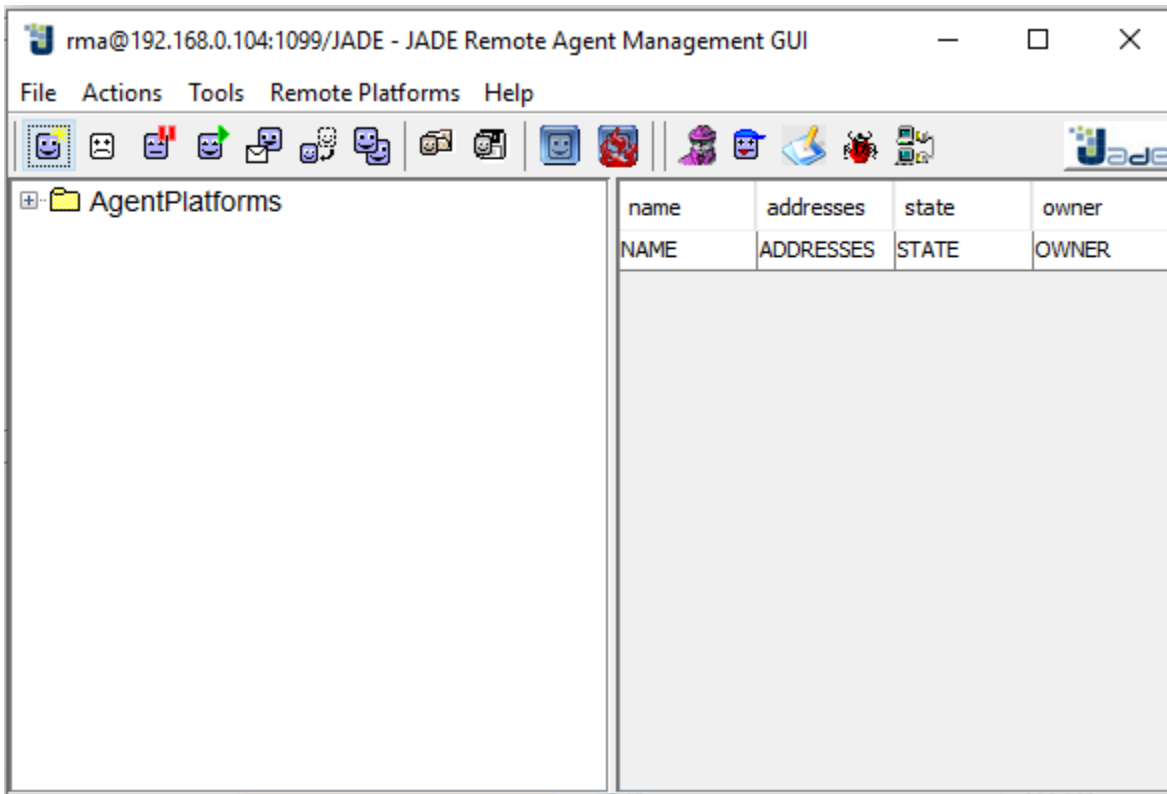 rma@192.168.0.104:1099/JADE - JADE Remote Agent Management GUI
File Actions Tools Remote Platforms Help
Jade
AgentPlatforms
name addresses state owner
NAME ADDRESSES STATE OWNER